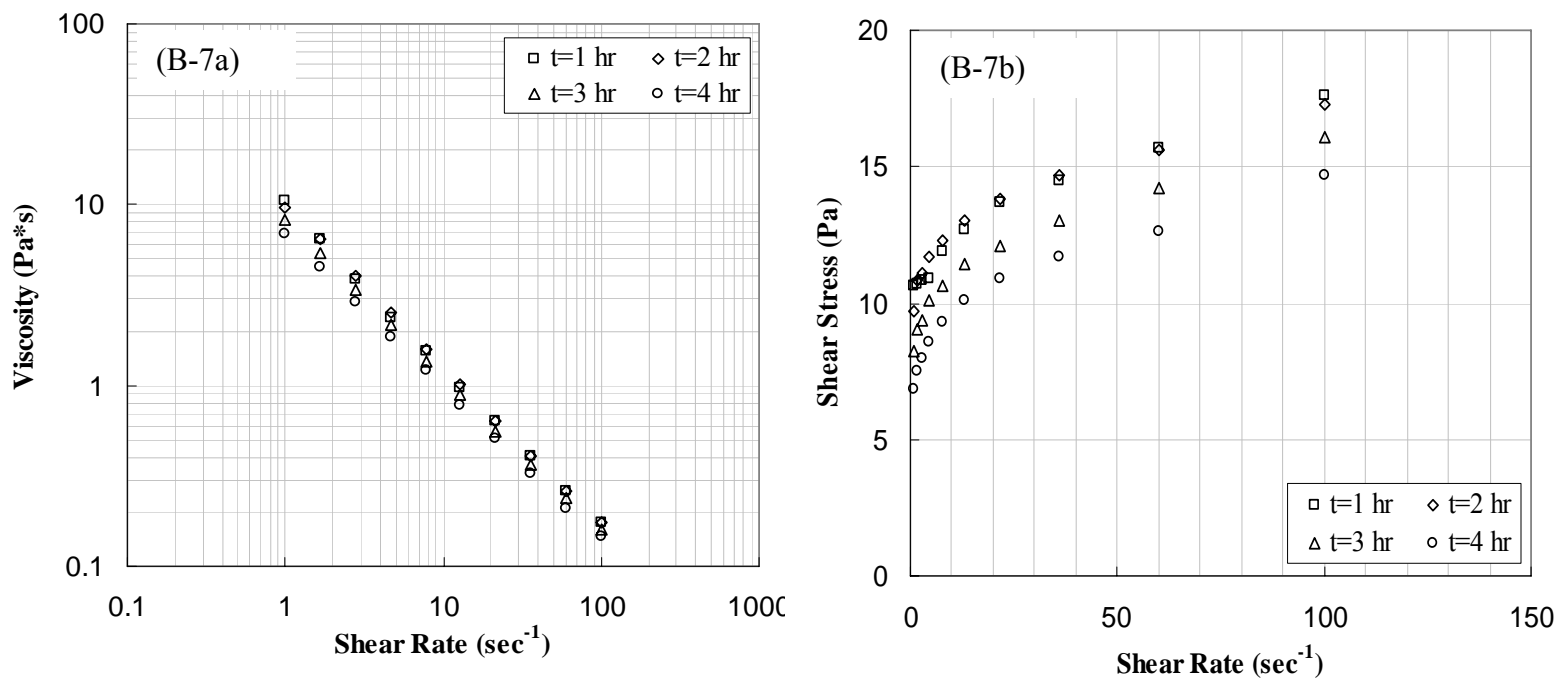 (B-7a)
t=1 hr t=2 hr
t=3 hr t=4 hr
100
10
1
0.1
Viscosity (Pa*s)
0.1 1 10 100 1000
Shear Rate (sec⁻¹)
(B-7b)
20
15
10
5
0
Shear Stress (Pa)
t=1 hr t=2 hr
t=3 hr t=4 hr
0 50 100 150
Shear Rate (sec⁻¹)